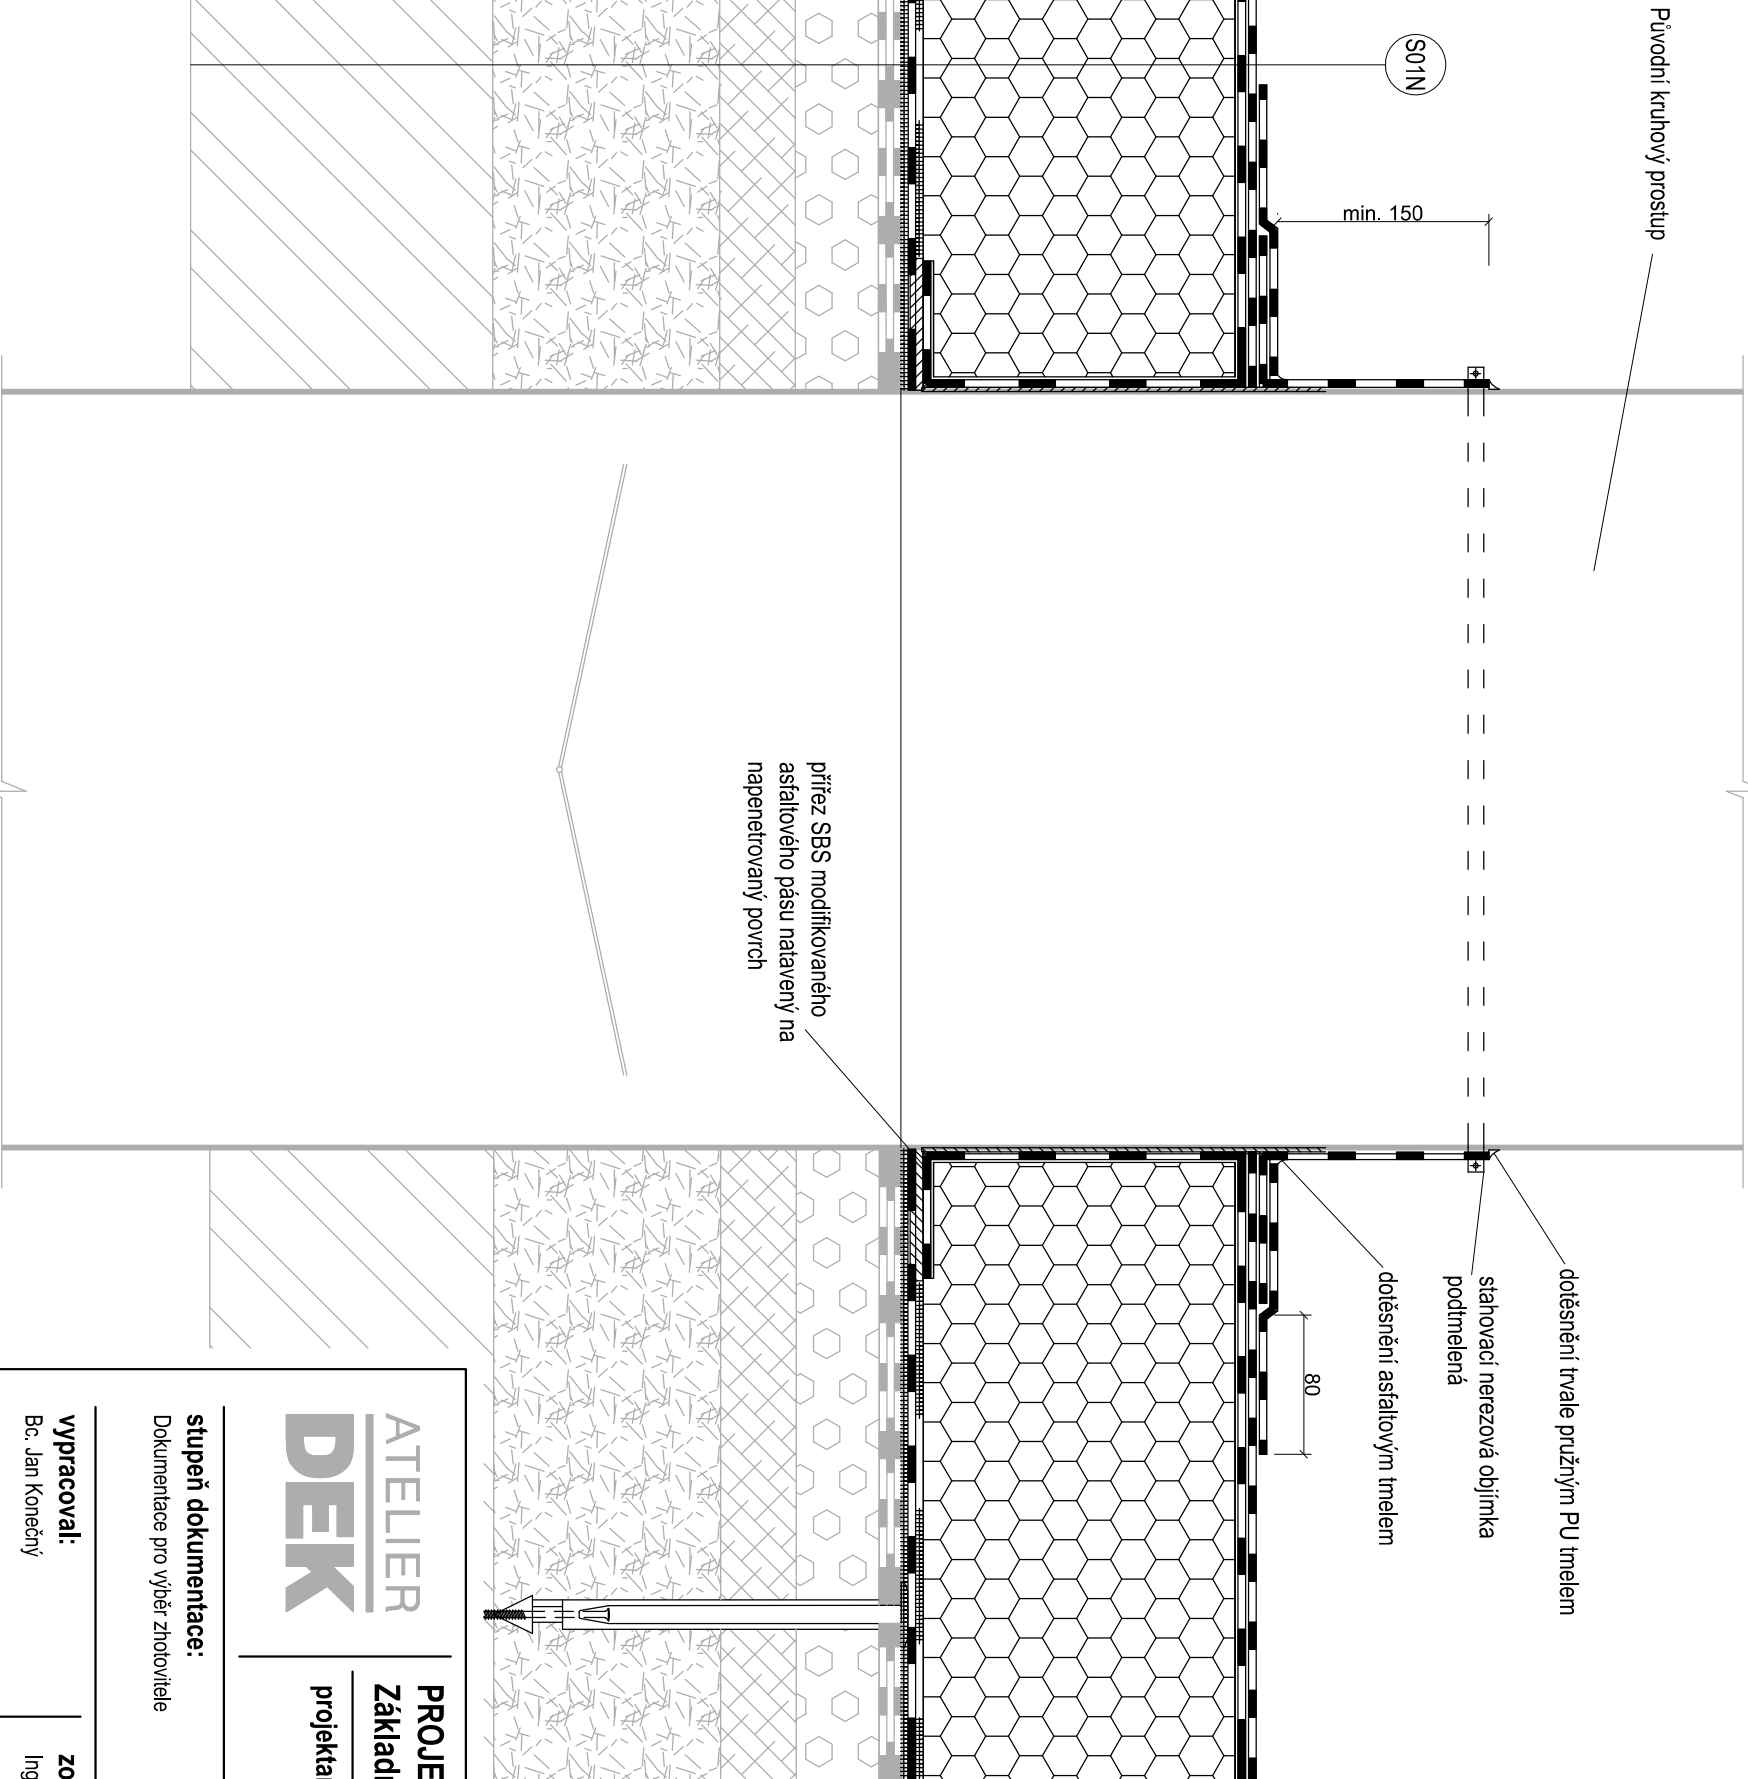 Původní kruhový prostup
S01N
min. 150
dotěsnění trvale pružným PU tmelem
stahovací nerezová objímka
podtmelená
dotěsnění asfaltovým tmelem
80
přířez SBS modifikovaného
asfaltového pásu natavený na
napenetrovaný povrch
ATELIER
DEK
stupeň dokumentace:
Dokumentace pro výběr zhotovitele
vypracoval:
Bc. Jan Konečný